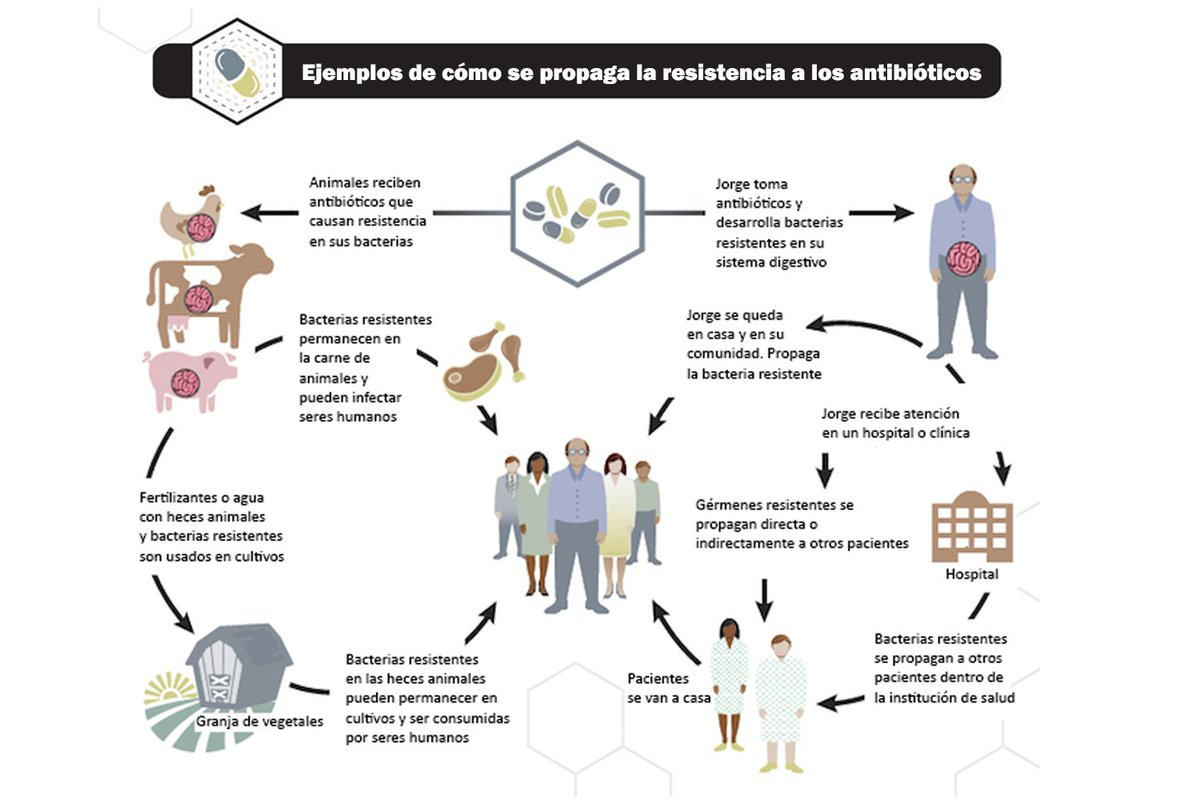 Ejemplos de cómo se propaga la resistencia a los antibióticos
Animales reciben
antibióticos que
causan resistencia
en sus bacterias
Jorge toma
antibióticos y
desarrolla bacterias
resistentes en su
sistema digestivo
Bacterias resistentes
permanecen en
la carne de
animales y
pueden infectar
seres humanos
Jorge se queda
en casa y en su
comunidad. Propaga
la bacteria resistente
Jorge recibe atención
en un hospital o clínica
Fertilizantes o agua
con heces animales
y bacterias resistentes
son usados en cultivos
Gérmenes resistentes se
propagan directa o
indirectamente a otros pacientes
Hospital
Granja de vegetales
Bacterias resistentes
en las heces animales
pueden permanecer en
cultivos y ser consumidas
por seres humanos
Pacientes
se van a casa
Bacterias resistentes
se propagan a otros
pacientes dentro de
la institución de salud